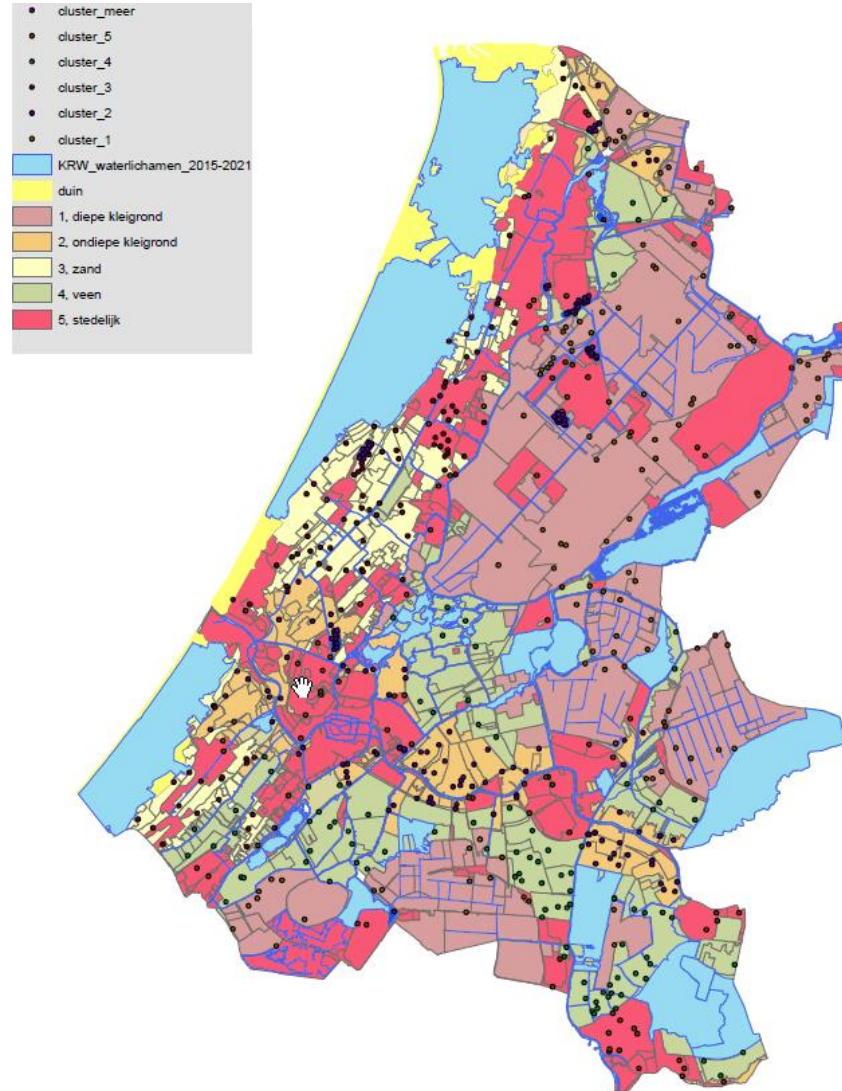 cluster_meer
cluster_5
cluster_4
cluster_3
cluster_2
cluster_1
KRW_waterlichamen_2015-2021
duin
1, diepe kleigrond
2, ondiepe kleigrond
3, zand
4, veen
5, stedelijk